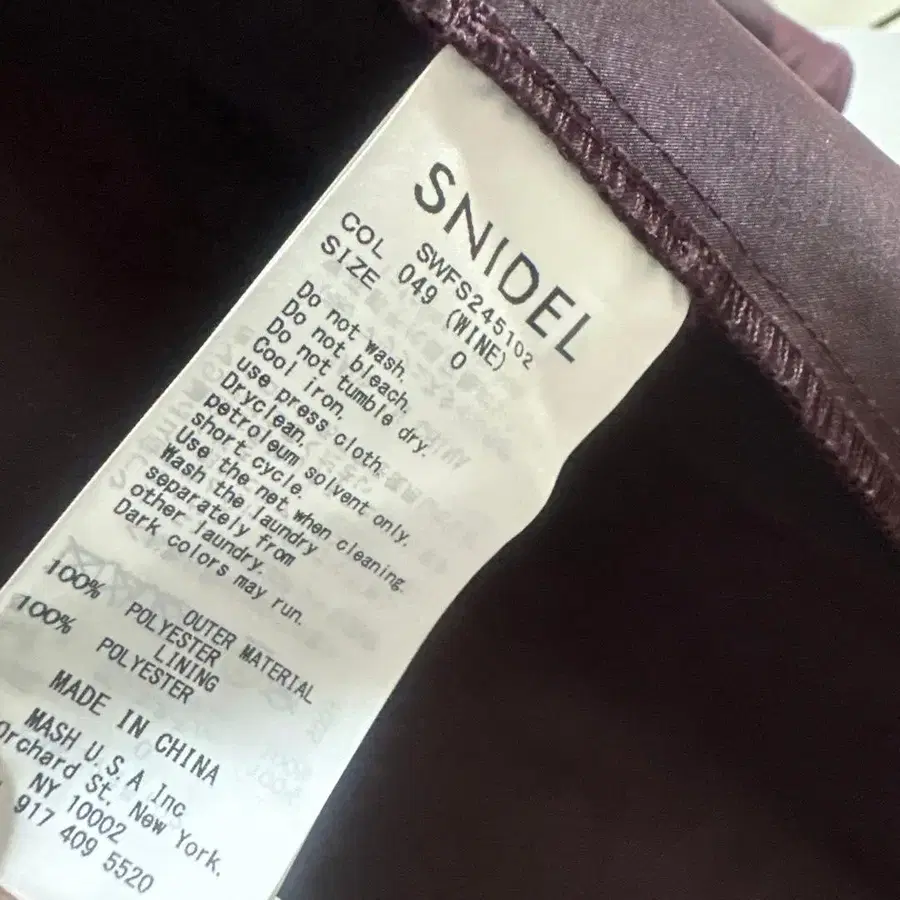 SNIDEL
SWFS245102
COL 049 (WINE)
SIZE 0
Do not wash.
Do not bleach.
Do not tumble dry.
Cool iron,
use press cloth.
Dryclean,
petroleum solvent only.
short cycle.
Use the net when cleaning.
Wash the laundry
separately from
other laundry.
Dark colors may run.
OUTER MATERIAL
100% POLYESTER
LINING
100% POLYESTER
MADE IN CHINA
MASH U.S.A Inc
Orchard St. New York.
NY 10002
917 409 5520